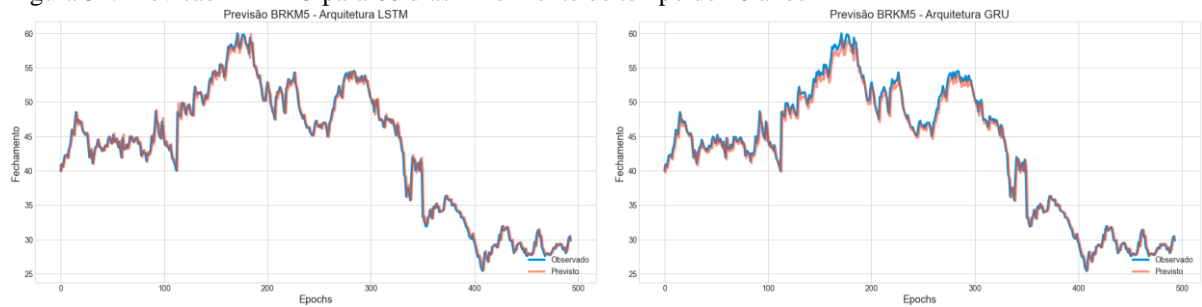 Previsão BRKM5 - Arquitetura LSTM
60
55
50
45
40
35
30
25
Fechamento
0
100
200
300
400
500
Epochs
Observado
Previsto
Previsão BRKM5 - Arquitetura GRU
60
55
50
45
40
35
30
25
Fechamento
0
100
200
300
400
500
Epochs
Observado
Previsto